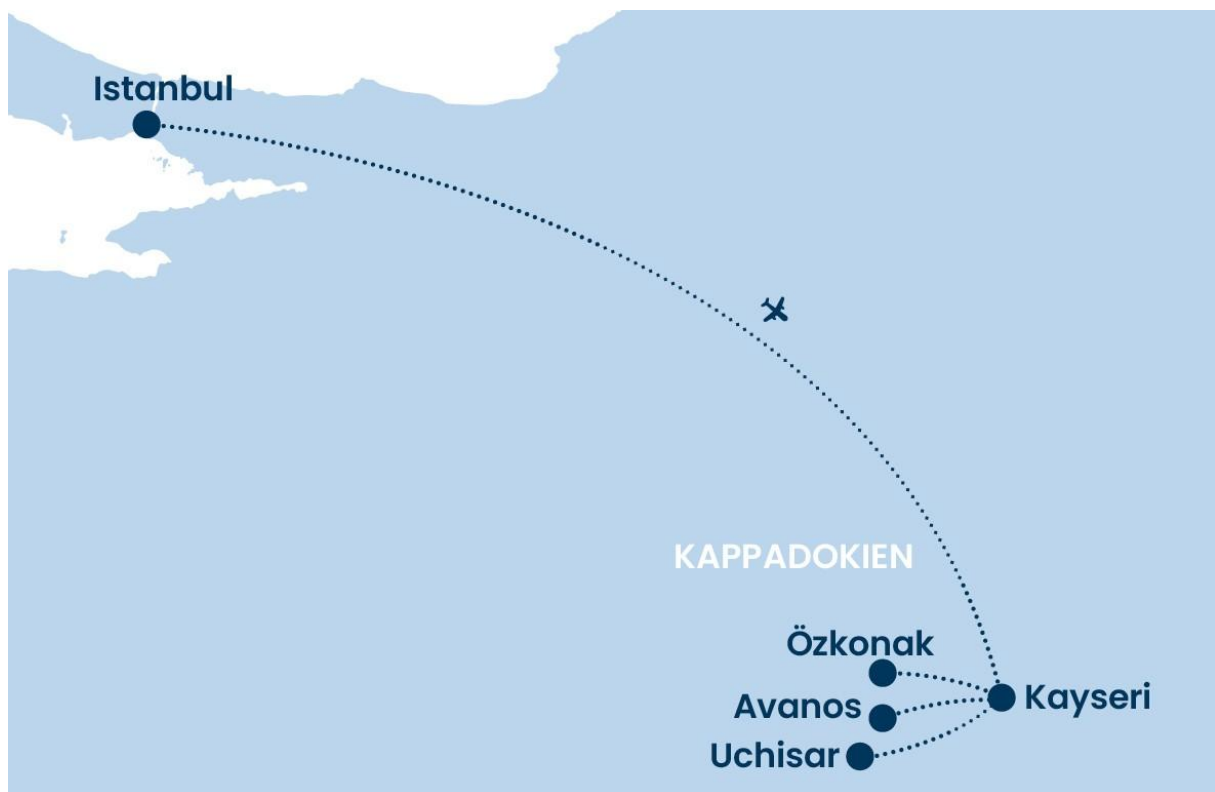 Istanbul
KAPPADOKIEN
Özkonak
Kayseri
Avanos
Uchisar